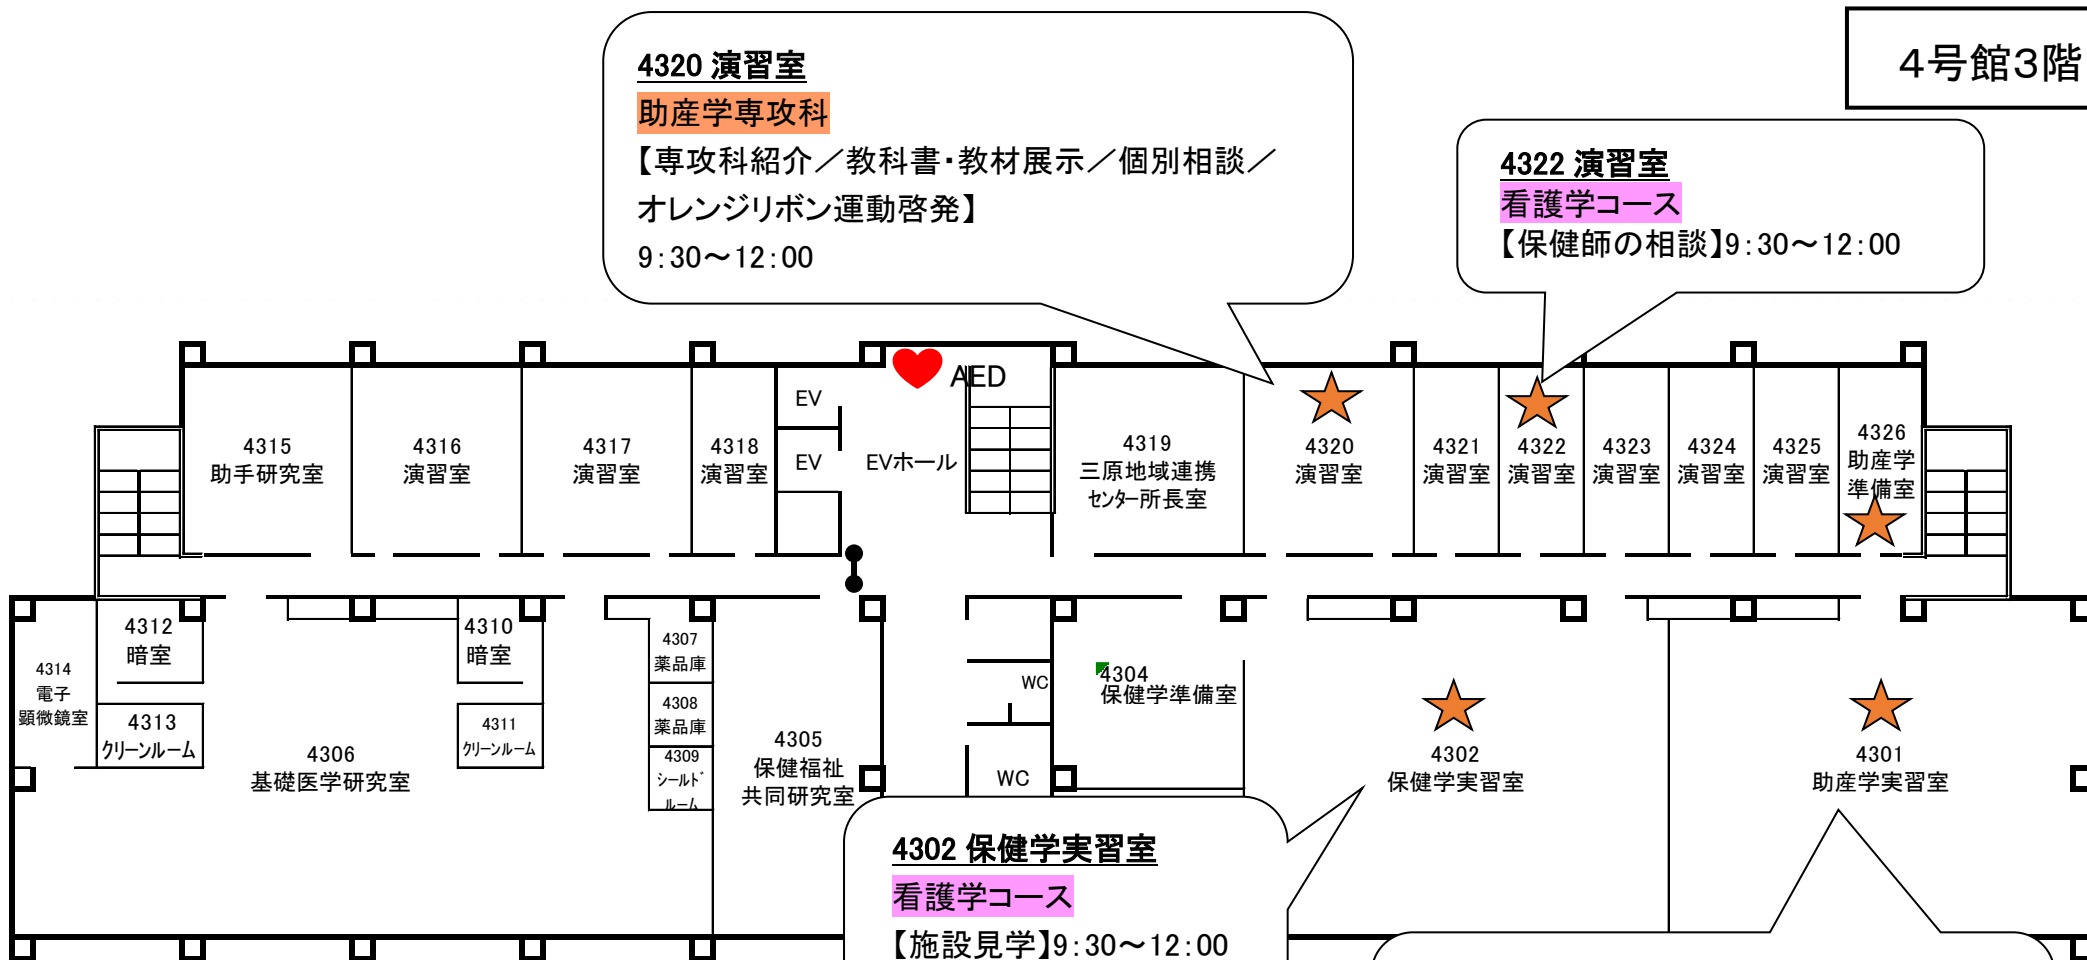 4号館3階
4320 演習室
助産学専攻科
【専攻科紹介／教科書・教材展示／個別相談／
オレンジリボン運動啓発】
9:30～12:00
4322 演習室
看護学コース
【保健師の相談】9:30～12:00
AED
4315
助手研究室
4316
演習室
4317
演習室
4318
演習室
EV
EV
EVホール
4319
三原地域連携
センター所長室
4320
演習室
4321
演習室
4322
演習室
4323
演習室
4324
演習室
4325
演習室
4326
助産学
準備室
4314
電子
顕微鏡室
4312
暗室
4313
クリーンルーム
4306
基礎医学研究室
4310
暗室
4311
クリーンルーム
4307
薬品庫
4308
薬品庫
4309
シールド
ルーム
4305
保健福祉
共同研究室
WC
WC
4304
保健学準備室
4302
保健学実習室
4301
助産学実習室
4302 保健学実習室
看護学コース
【施設見学】9:30～12:00